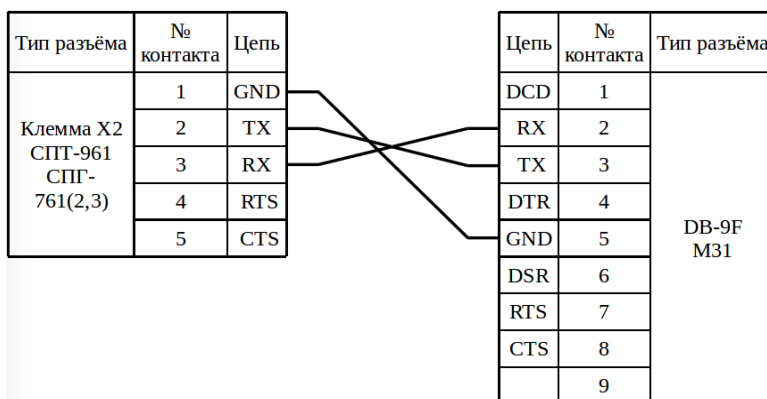 Тип разъёма № контакта Цепь
Клемма X2 СПТ-961 СПГ-761(2,3)
1 GND
2 TX
3 RX
4 RTS
5 CTS
Цепь № контакта Тип разъёма
DCD 1
RX 2
TX 3
DTR 4
GND 5
DSR 6
RTS 7
CTS 8
9
DB-9F
M31